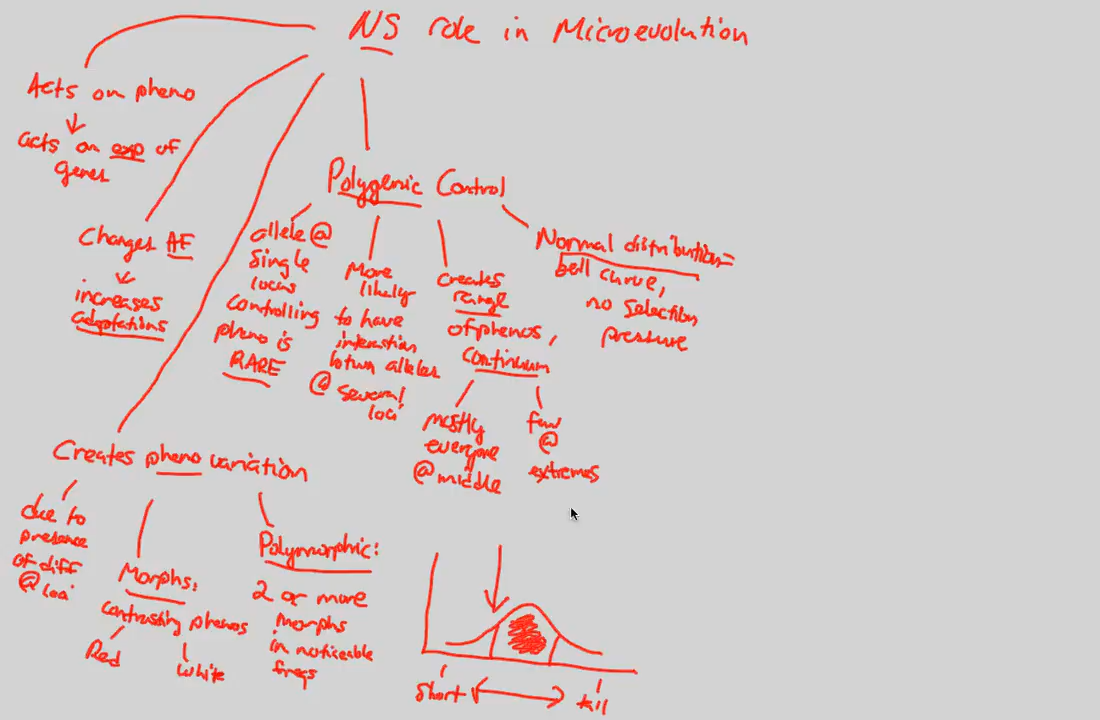 NS role in Microevolution
Acts on pheno
acts on exp of
genes
Changes AF
increases
adaptations
Polygenic Control
allele @
single
locus
controlling
pheno is
RARE
More
likely
to have
interaction
btwn alleles
@ several
loci
Creates
range
of phenos,
continuum
mostly
everyone
@ middle
few
@
extremes
Normal distribution=
bell curve,
no selection
pressure
Creates pheno variation
due to
presence
of diff
@ loci
Morphs:
contrasting phenos
Red
White
Polymorphic:
2 or more
morphs
in noticeable
freqs
short
tall